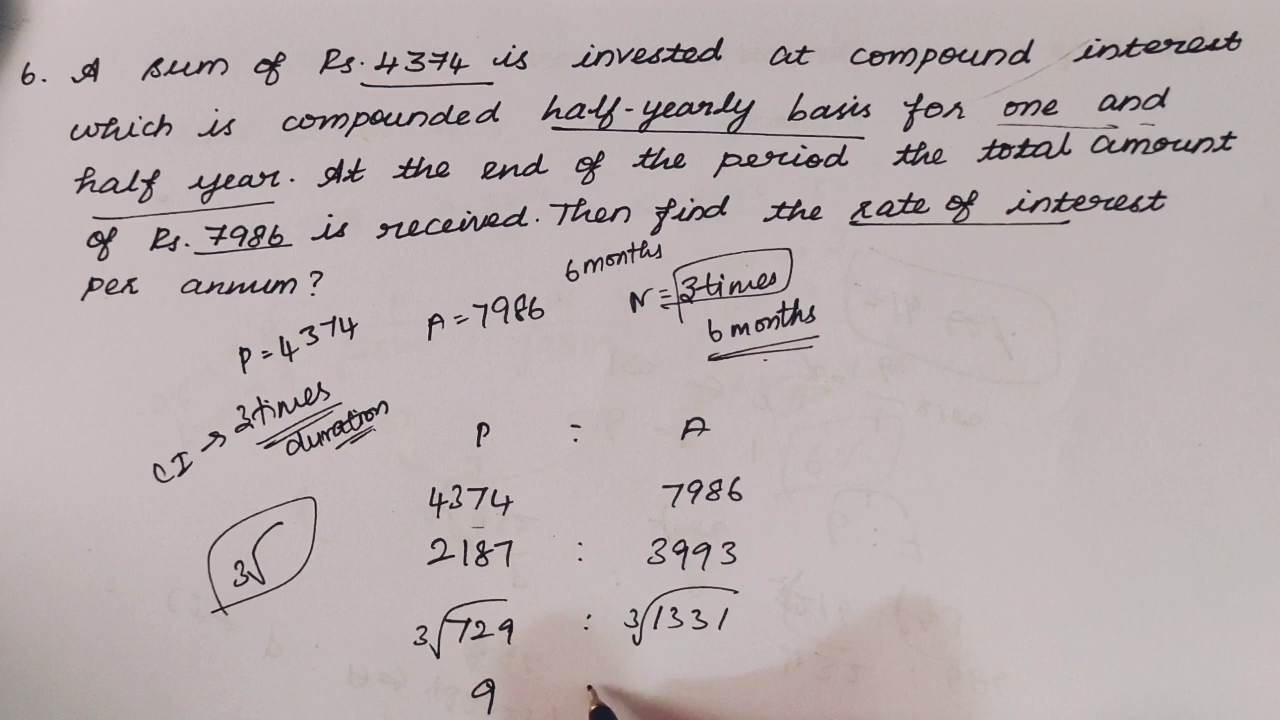 6. A sum of Rs. 4374 is invested at compound interest
which is compounded half-yearly basis for one and
half year. At the end of the period the total amount
of Rs. 7986 is received. Then find the rate of interest
per annum?
6 months
P = 4374 A = 7986 N = 3 times
6 months
CI → 3 times
duration
P : A
4374 7986
2187 : 3993
3√ 3√729 : 3√1331
9